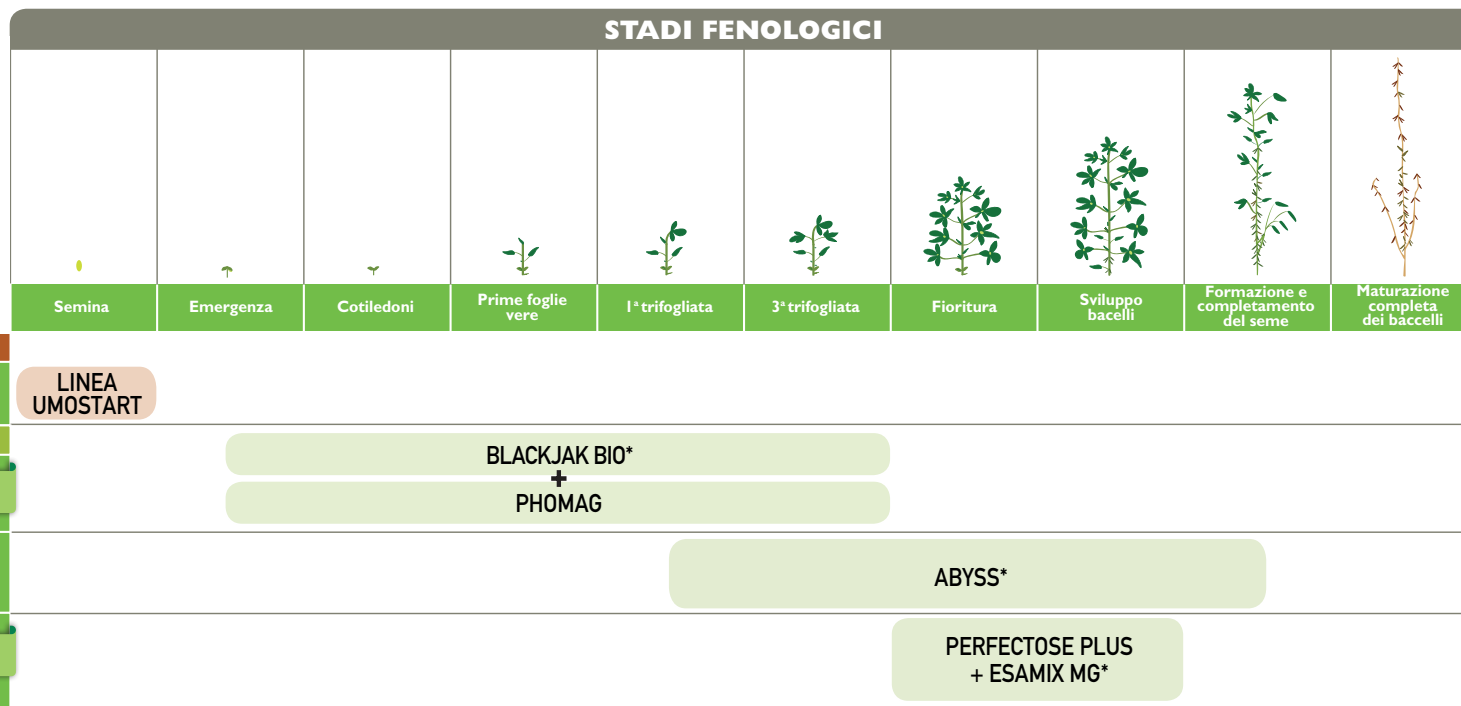 STADI FENOLOGICI
Semina
Emergenza
Cotiledoni
Prime foglie
vere
1ª trifogliata
3ª trifogliata
Fioritura
Sviluppo
bacelli
Formazione e
completamento
del seme
Maturazione
completa
dei baccelli
LINEA
UMOSTART
BLACKJAK BIO*
+
PHOMAG
ABYSS*
PERFECTOSE PLUS
+ ESAMIX MG*